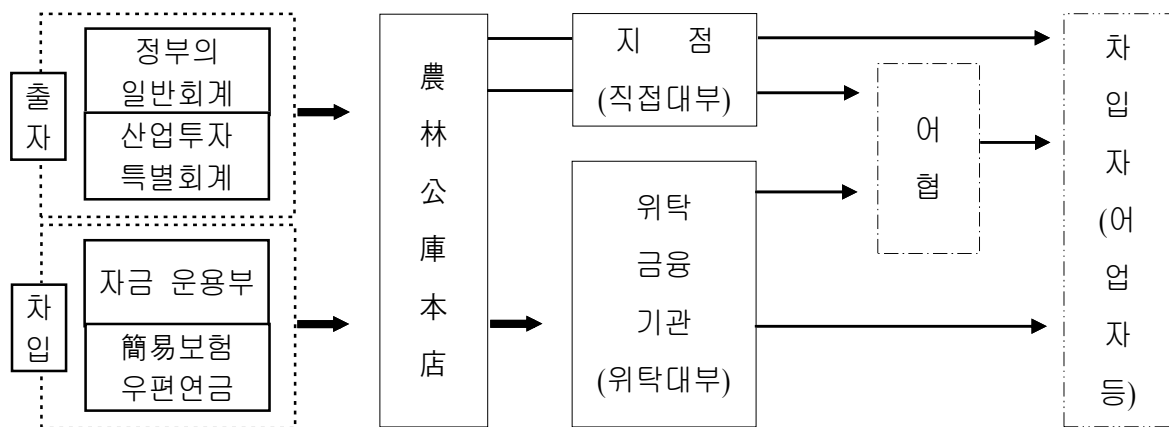 출
자
정부의
일반회계
산업투자
특별회계
차
입
자금 운용부
簡易보험
우편연금
農
林
公
庫
本
店
지 점
(직접대부)
위탁
금융
기관
(위탁대부)
어
협
차
입
자
(어
업
자
등)